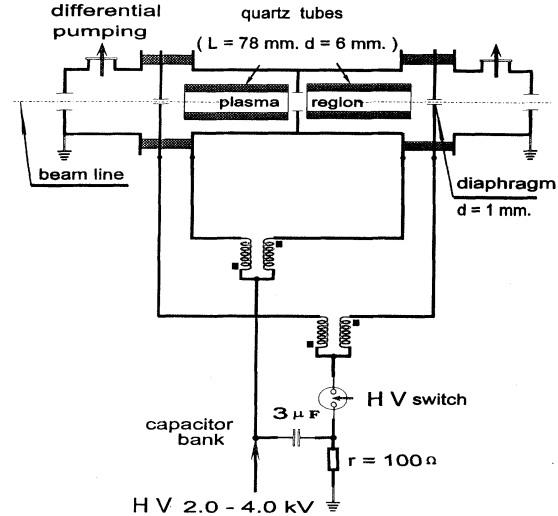 differential
pumping
quartz tubes
( L = 78 mm. d = 6 mm. )
plasma region
beam line
diaphragm
d = 1 mm.
H V switch
3 μF
capacitor
bank
r = 100 Ω
H V 2.0 - 4.0 kV